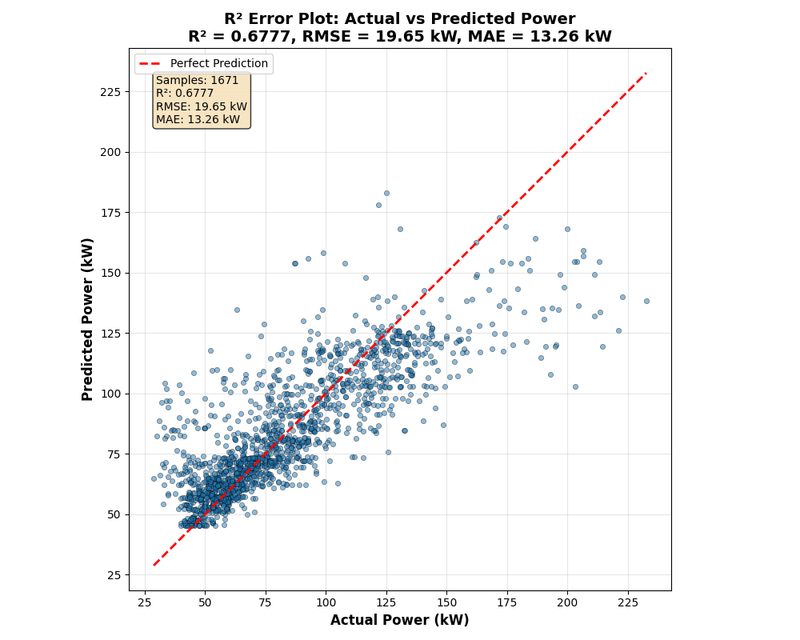 R² Error Plot: Actual vs Predicted Power
R² = 0.6777, RMSE = 19.65 kW, MAE = 13.26 kW
Perfect Prediction
Samples: 1671
R²: 0.6777
RMSE: 19.65 kW
MAE: 13.26 kW
Predicted Power (kW)
225
200
175
150
125
100
75
50
25
25 50 75 100 125 150 175 200 225
Actual Power (kW)